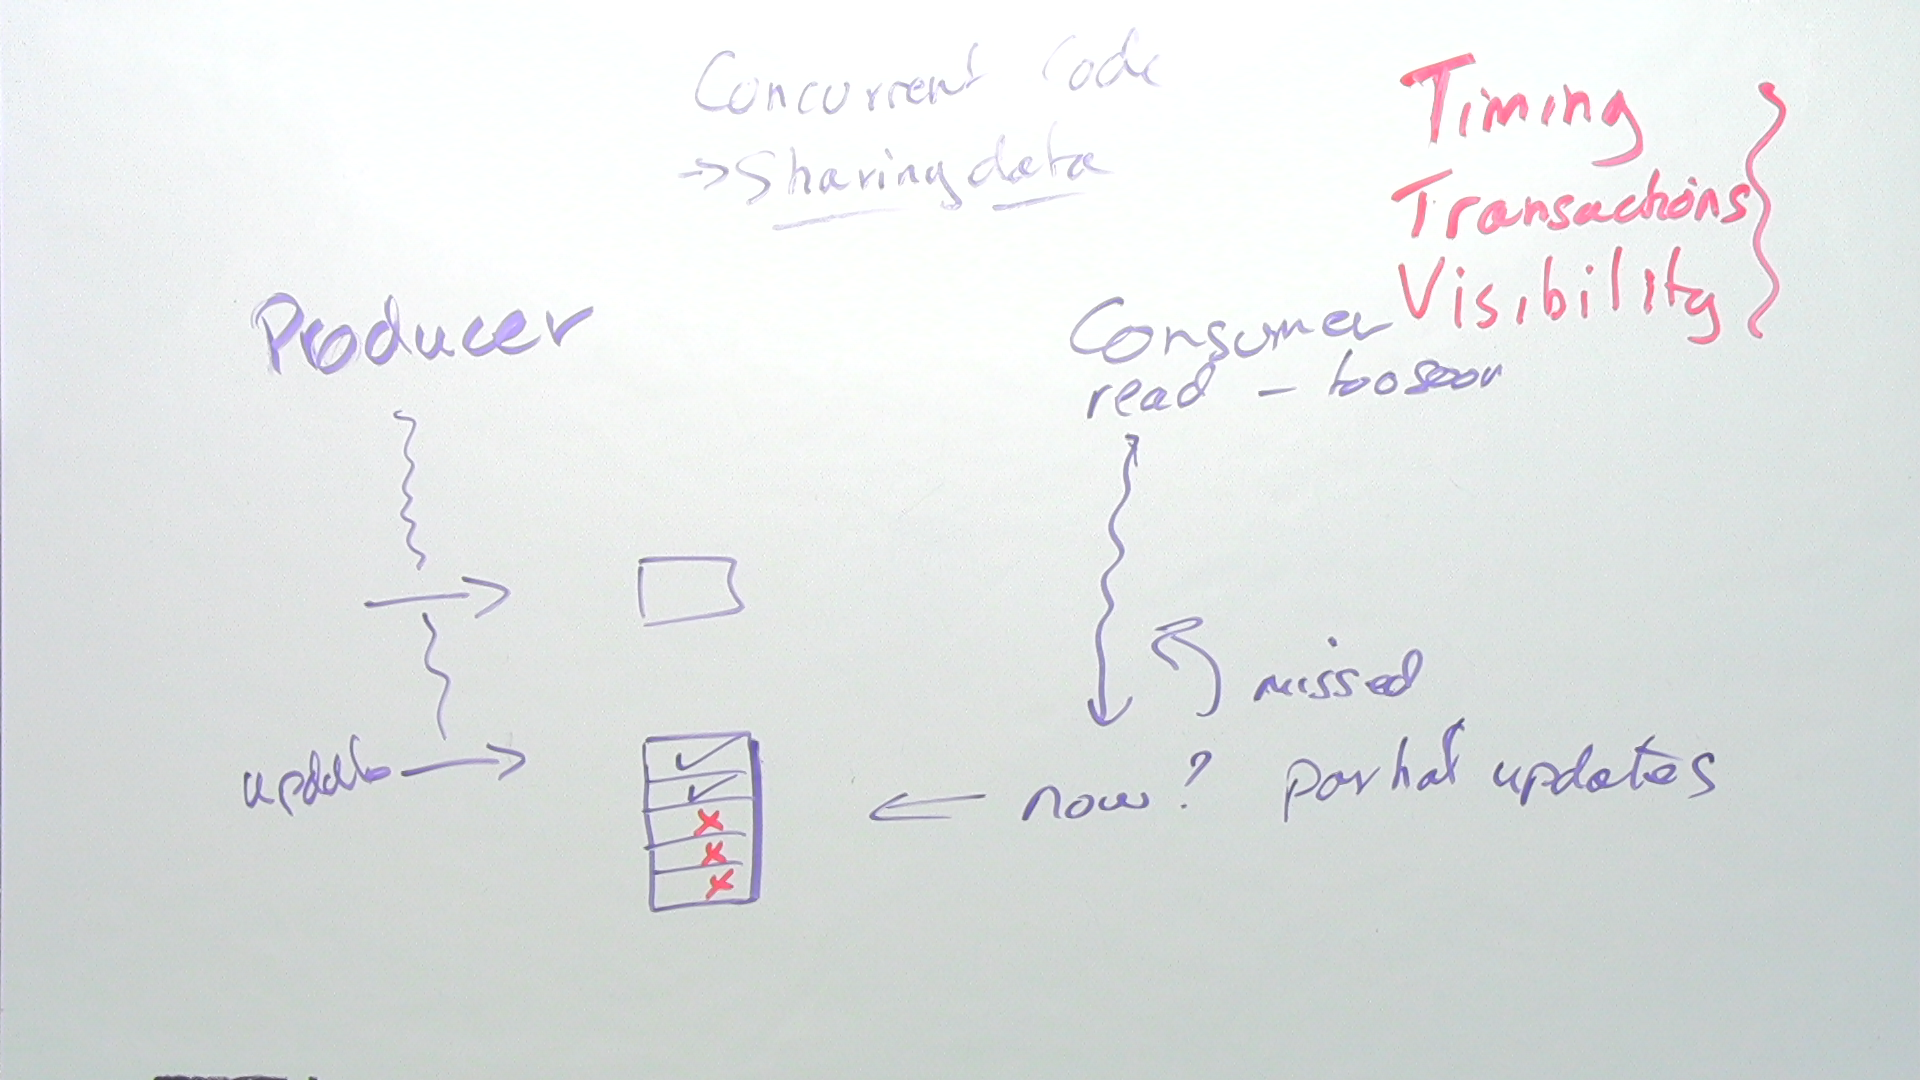 Concurrent Code
→ Sharing data
Timing
Transactions
Visibility
Producer
Consumer
read - too soon
missed
update
now? partial updates